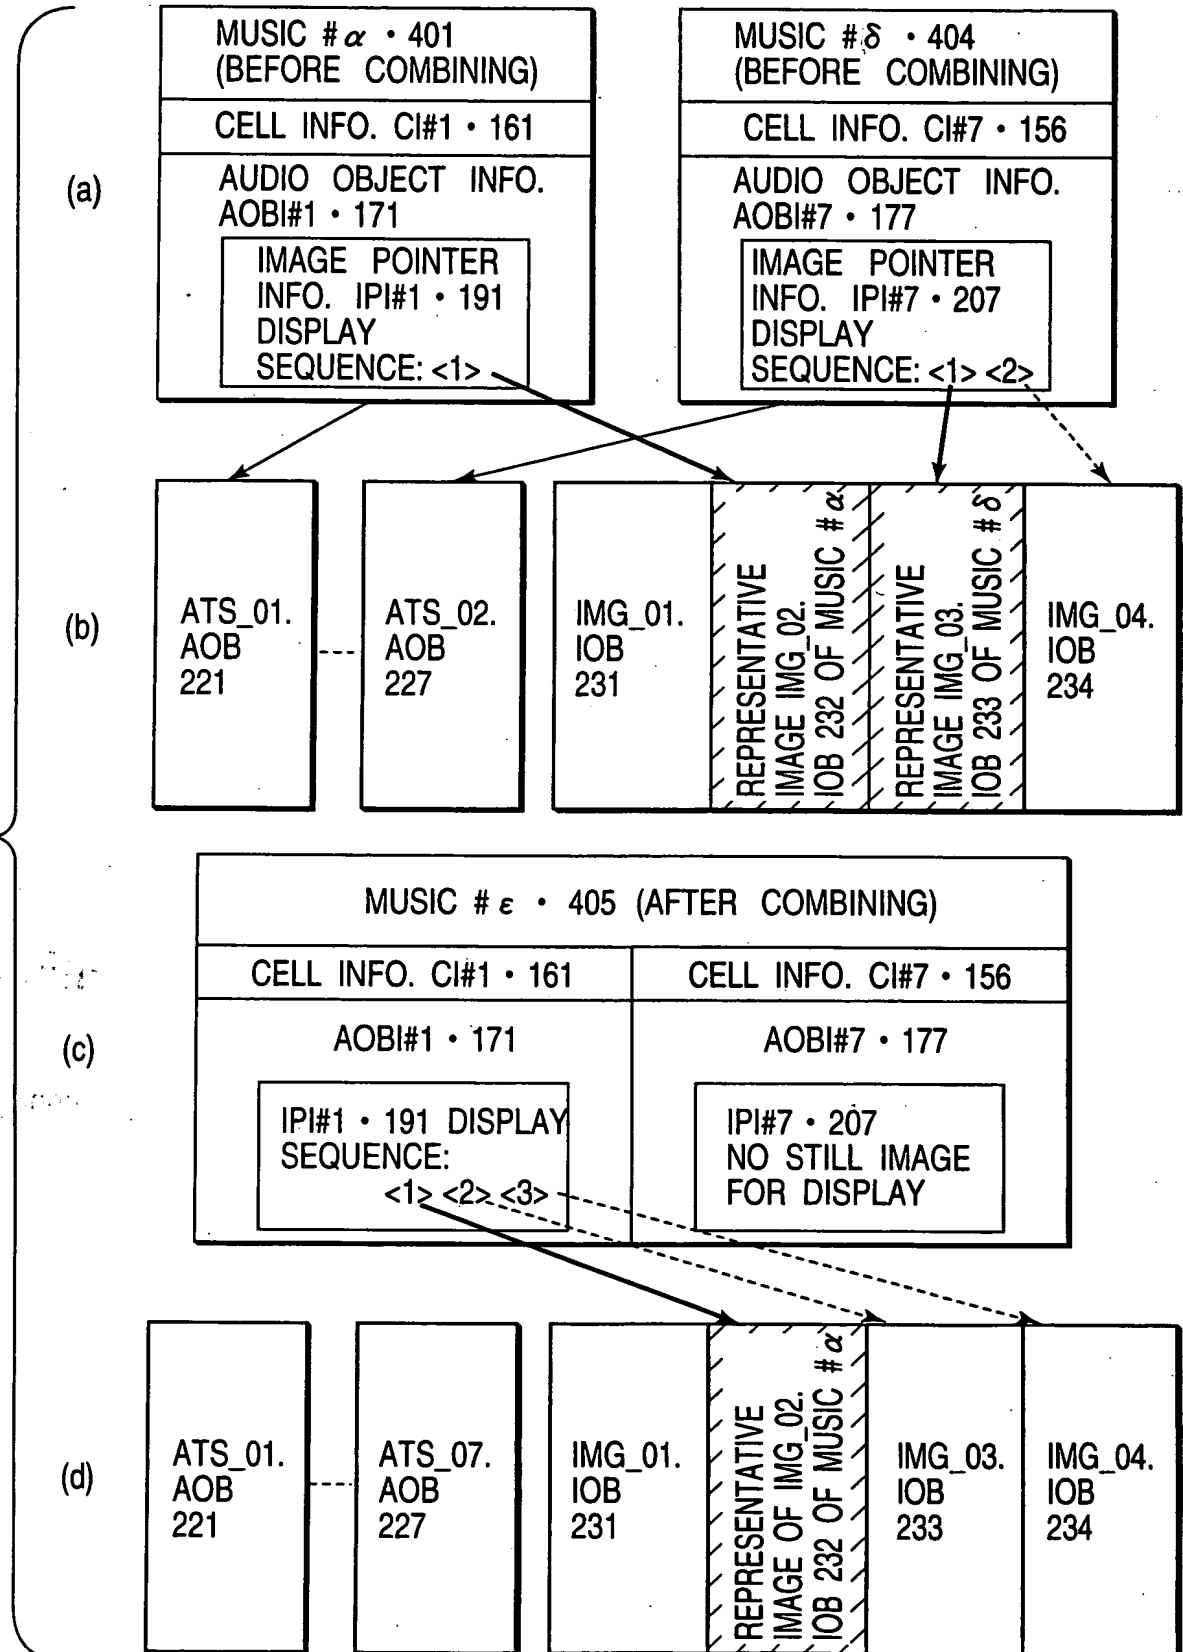 (a)
MUSIC #α • 401
(BEFORE COMBINING)
CELL INFO. CI#1 • 161
AUDIO OBJECT INFO.
AOBI#1 • 171
IMAGE POINTER
INFO. IPI#1 • 191
DISPLAY
SEQUENCE: <1>
MUSIC #δ • 404
(BEFORE COMBINING)
CELL INFO. CI#7 • 156
AUDIO OBJECT INFO.
AOBI#7 • 177
IMAGE POINTER
INFO. IPI#7 • 207
DISPLAY
SEQUENCE: <1> <2>
(b)
ATS_01.
AOB
221
ATS_02.
AOB
227
IMG_01.
IOB
231
REPRESENTATIVE
IMAGE IMG_02.
IOB 232 OF MUSIC #α
REPRESENTATIVE
IMAGE IMG_03.
IOB 233 OF MUSIC #δ
IMG_04.
IOB
234
(c)
MUSIC #ε • 405 (AFTER COMBINING)
CELL INFO. CI#1 • 161
AOBI#1 • 171
IPI#1 • 191 DISPLAY
SEQUENCE:
<1> <2> <3>
CELL INFO. CI#7 • 156
AOBI#7 • 177
IPI#7 • 207
NO STILL IMAGE
FOR DISPLAY
(d)
ATS_01.
AOB
221
ATS_07.
AOB
227
IMG_01.
IOB
231
REPRESENTATIVE
IMAGE OF IMG_02.
IOB 232 OF MUSIC #α
IMG_03.
IOB
233
IMG_04.
IOB
234